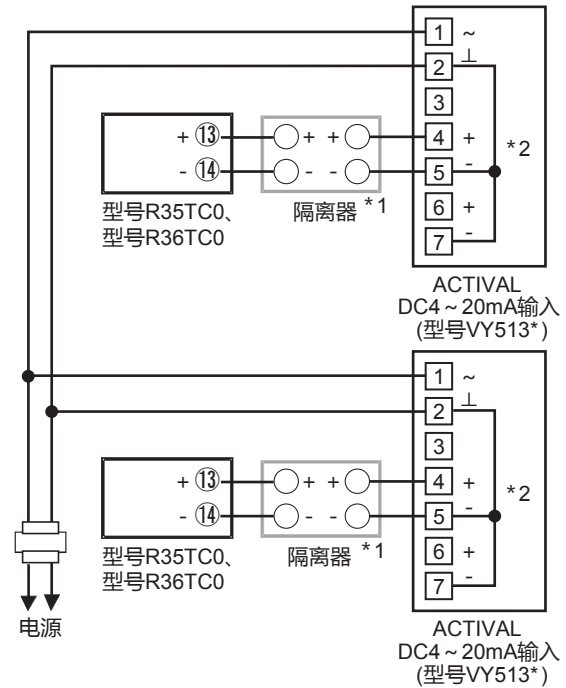 1 ~
2 ⊥
3
+ ⑬ + + 4 +
*2
- ⑭ - - 5 -
型号R35TC0、
型号R36TC0
隔离器 *1
6 +
7 -
ACTIVAL
DC4～20mA输入
(型号VY513*)
1 ~
2 ⊥
3
+ ⑬ + + 4 +
*2
- ⑭ - - 5 -
型号R35TC0、
型号R36TC0
隔离器 *1
6 +
7 -
电源
ACTIVAL
DC4～20mA输入
(型号VY513*)